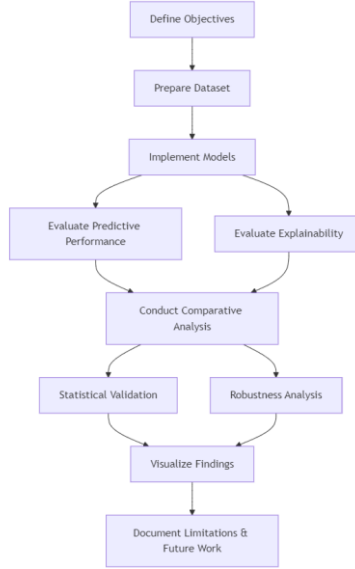 Define Objectives
Prepare Dataset
Implement Models
Evaluate Predictive
Performance
Evaluate Explainability
Conduct Comparative
Analysis
Statistical Validation
Robustness Analysis
Visualize Findings
Document Limitations &
Future Work